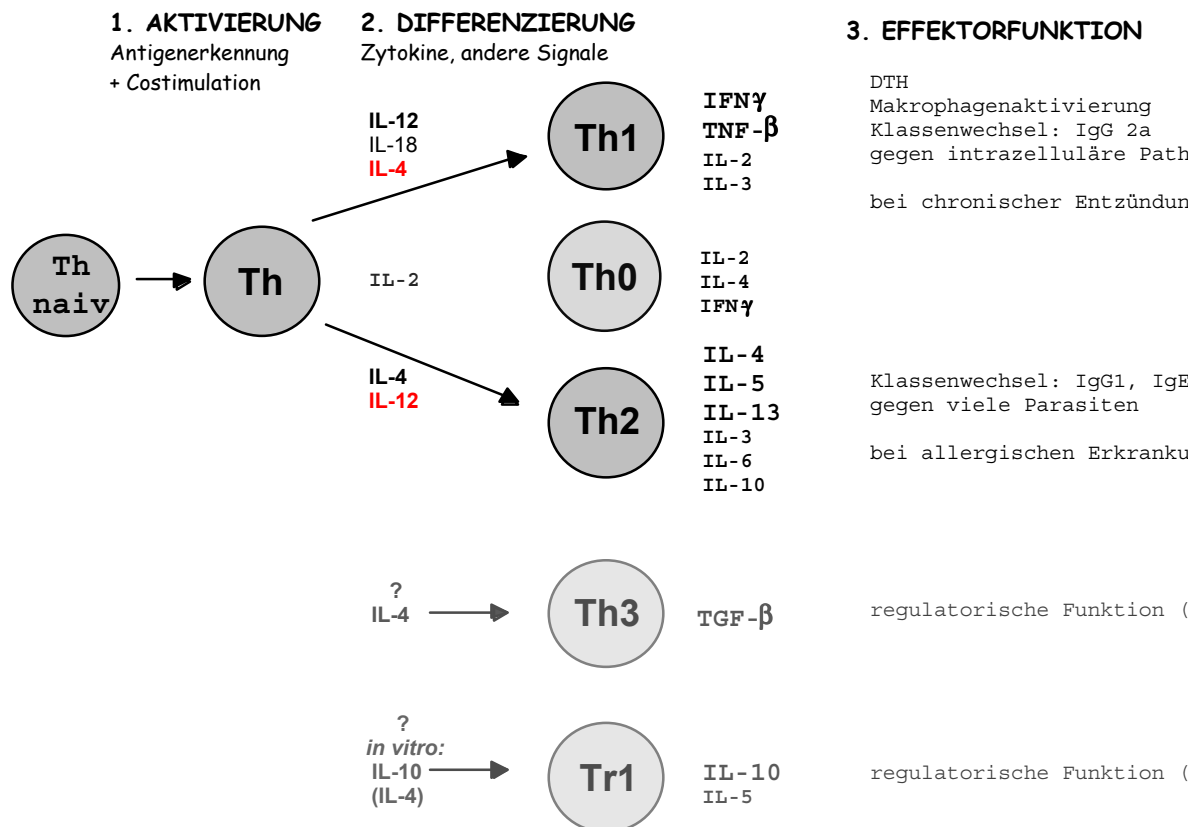 1. AKTIVIERUNG
Antigenerkennung
+ Costimulation
2. DIFFERENZIERUNG
Zytokine, andere Signale
3. EFFEKTORFUNKTION
Th
naiv
Th
IL-12
IL-18
IL-4
Th1
IFNγ
TNF-β
IL-2
IL-3
DTH
Makrophagenaktivierung
Klassenwechsel: IgG 2a
gegen intrazelluläre Path
bei chronischer Entzündun
IL-2
Th0
IL-2
IL-4
IFNγ
IL-4
IL-12
Th2
IL-4
IL-5
IL-13
IL-3
IL-6
IL-10
Klassenwechsel: IgG1, IgE
gegen viele Parasiten
bei allergischen Erkranku
?
IL-4
Th3
TGF-β
regulatorische Funktion (
?
in vitro:
IL-10
(IL-4)
Tr1
IL-10
IL-5
regulatorische Funktion (